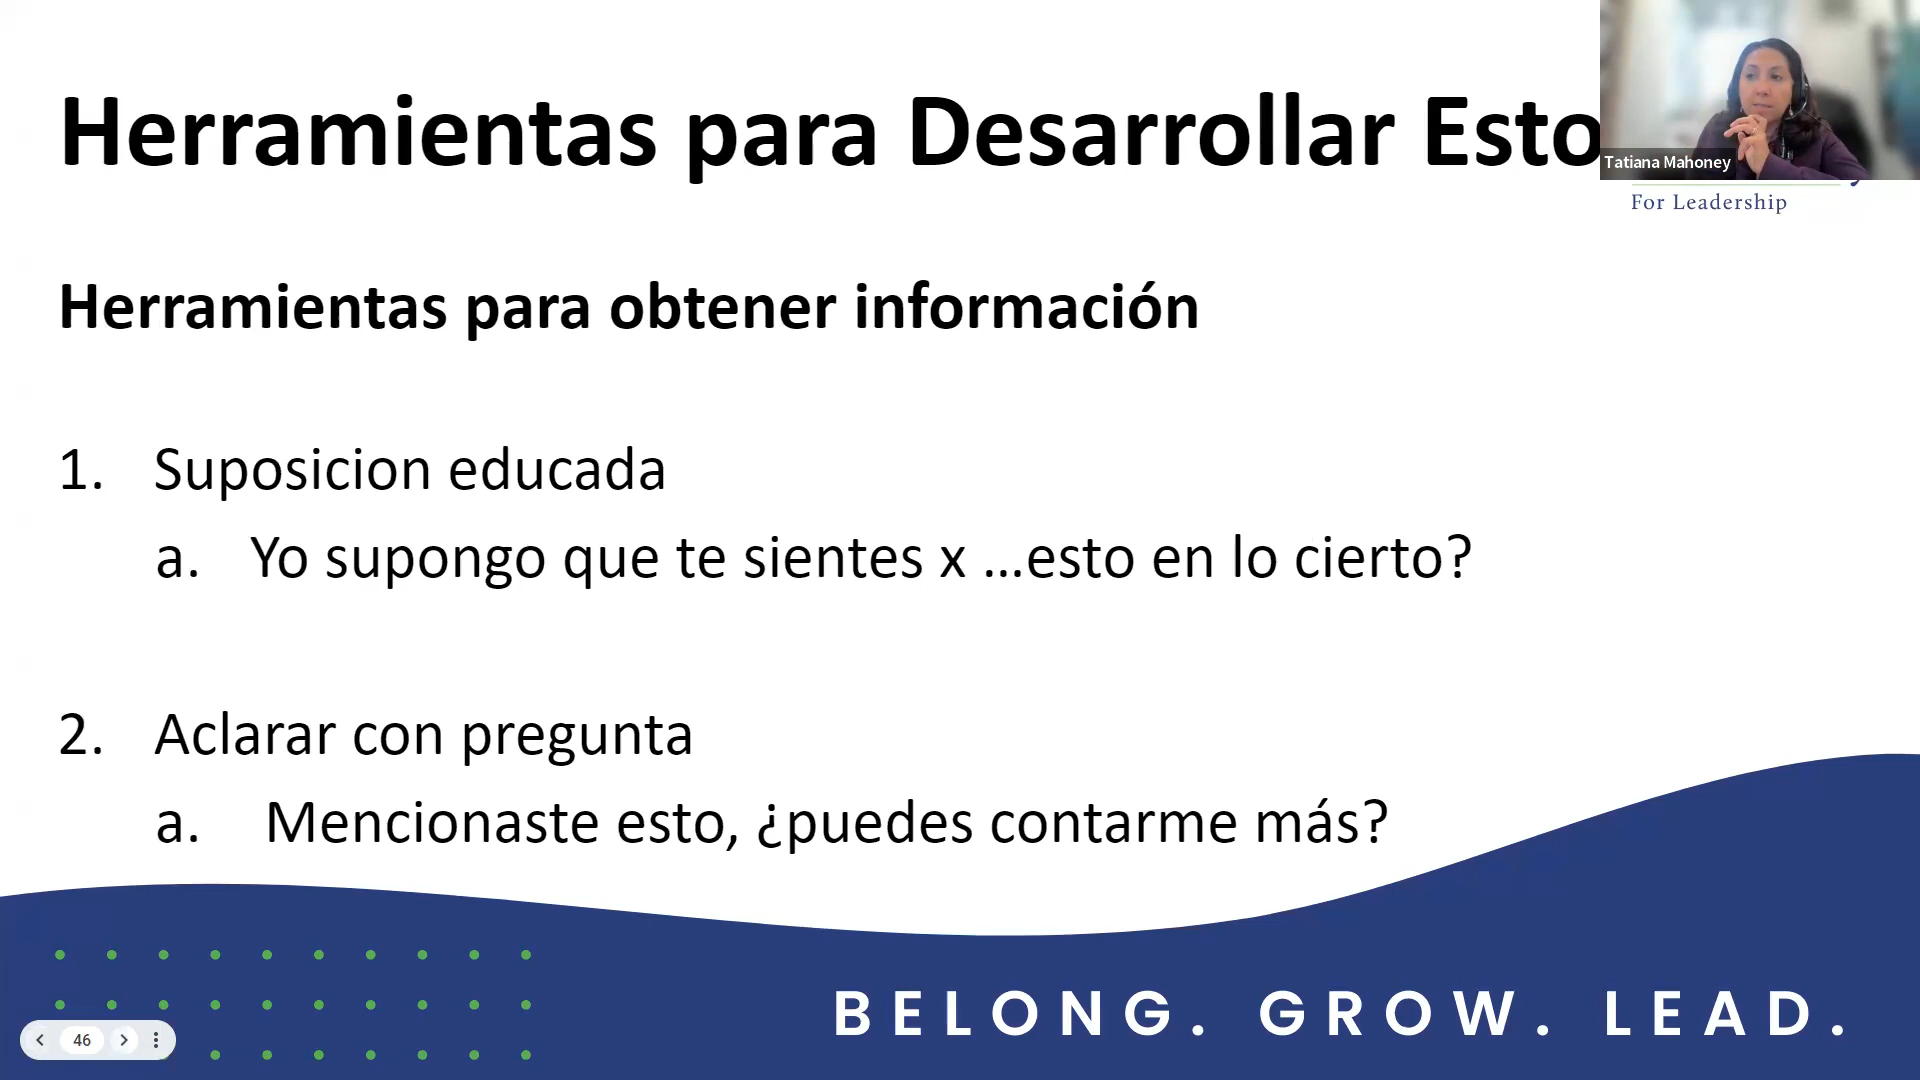 Herramientas para Desarrollar Esto
Tatiana Mahoney
For Leadership
Herramientas para obtener información
1. Suposicion educada
a. Yo supongo que te sientes x ...esto en lo cierto?
2. Aclarar con pregunta
a. Mencionaste esto, ¿puedes contarme más?
BELONG. GROW. LEAD.
46